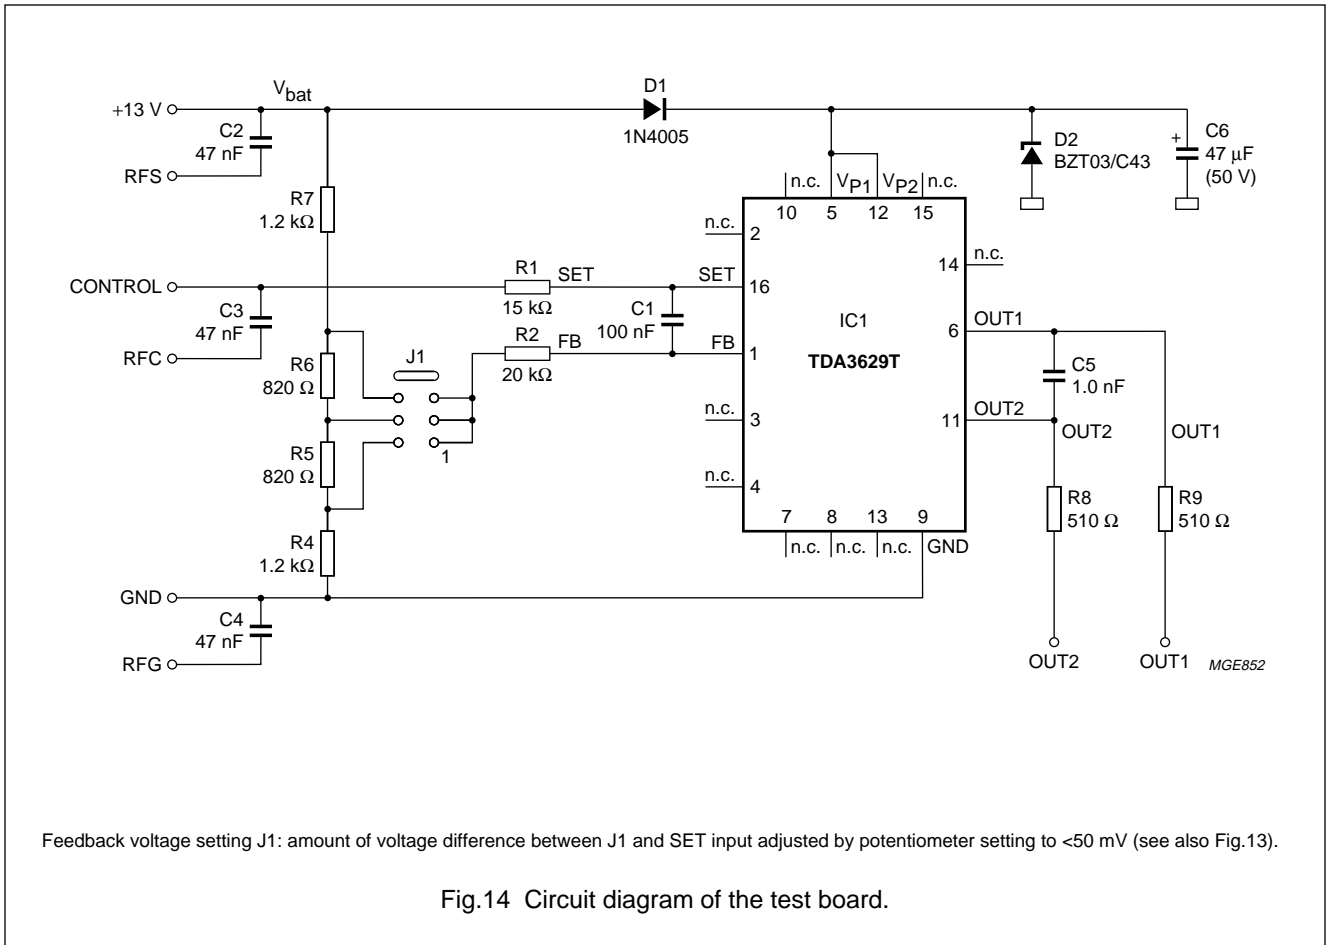 V_bat
D1
+13 V
1N4005
C2
47 nF
RFS
D2
BZT03/C43
+
C6
47 μF
(50 V)
R7
1.2 kΩ
n.c.
V_P1
V_P2
n.c.
10
5
12
15
n.c.
2
14
n.c.
CONTROL
R1
SET
SET
16
15 kΩ
C3
47 nF
C1
100 nF
IC1
TDA3629T
6
OUT1
R2
FB
FB
1
20 kΩ
RFC
J1
R6
820 Ω
C5
1.0 nF
n.c.
3
11
OUT2
OUT2
OUT1
1
R5
820 Ω
n.c.
4
R8
510 Ω
R9
510 Ω
7
8
13
9
n.c.
n.c.
n.c.
GND
R4
1.2 kΩ
GND
C4
47 nF
RFG
OUT2
OUT1
MGE852
Feedback voltage setting J1: amount of voltage difference between J1 and SET input adjusted by potentiometer setting to <50 mV (see also Fig.13).
Fig.14 Circuit diagram of the test board.